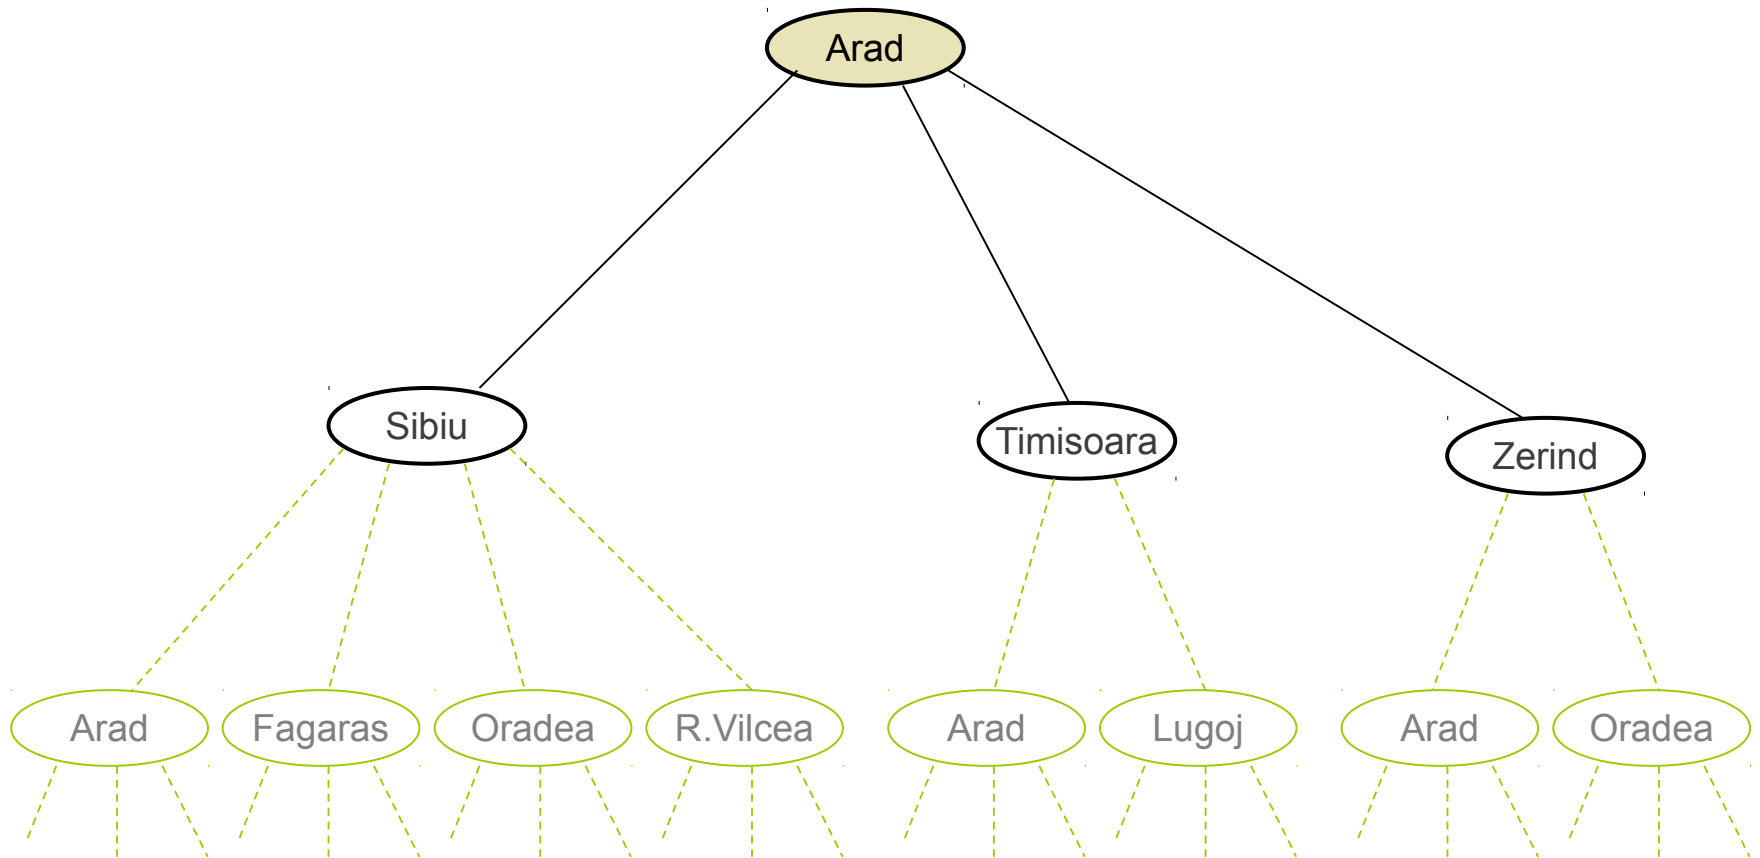 Arad
Sibiu
Timisoara
Zerind
Arad
Fagaras
Oradea
R.Vilcea
Arad
Lugoj
Arad
Oradea